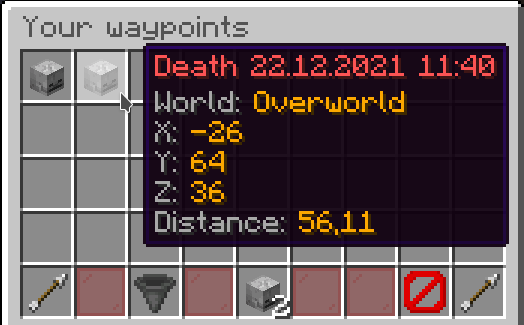 Your waypoints
Death 22.12.2021 11:40
World: Overworld
X: -26
Y: 64
Z: 36
Distance: 56,11
2